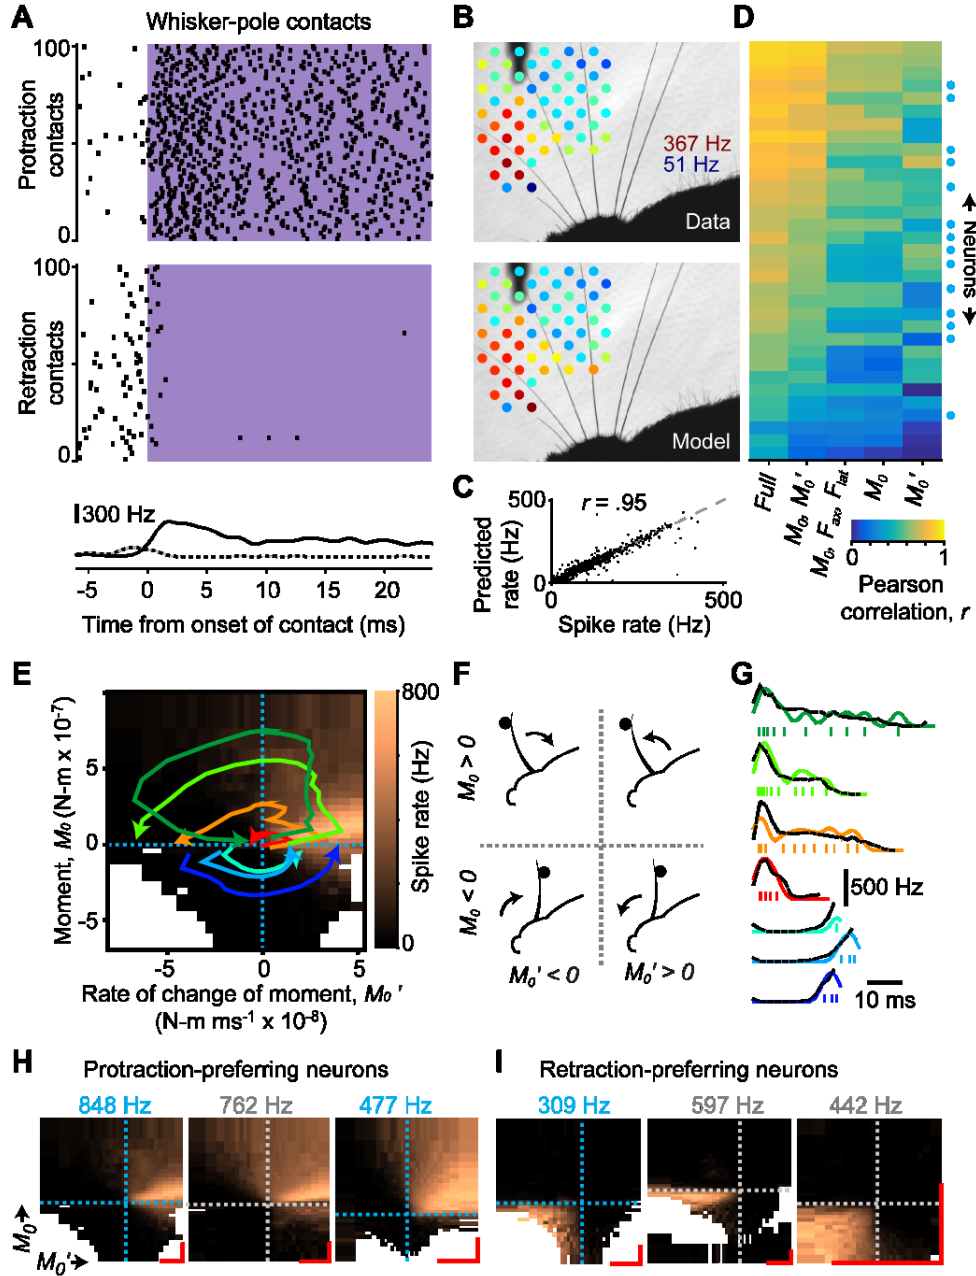 A
Whisker-pole contacts
100
Protraction contacts
0
100
Retraction contacts
0
300 Hz
-5 0 5 10 15 20
Time from onset of contact (ms)
B
367 Hz
51 Hz
Data
Model
C
500
r = .95
Predicted rate (Hz)
0
0 500
Spike rate (Hz)
D
Neurons
Full
M₀, M₀'
M₀, Fax, Flat
M₀
M₀'
0 1
Pearson correlation, r
E
Moment, M₀ (N-m x 10⁻⁷)
5
0
-5
-5 0 5
Rate of change of moment, M₀'
(N-m ms⁻¹ x 10⁻⁸)
800
Spike rate (Hz)
0
F
M₀ > 0
M₀ < 0
M₀' < 0
M₀' > 0
G
500 Hz
10 ms
H
Protraction-preferring neurons
848 Hz 762 Hz 477 Hz
M₀
M₀'
I
Retraction-preferring neurons
309 Hz 597 Hz 442 Hz